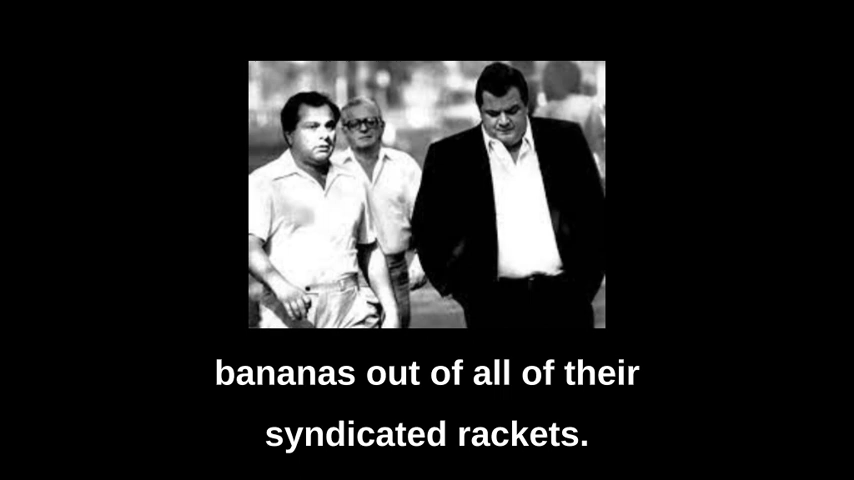 bananas out of all of their
syndicated rackets.